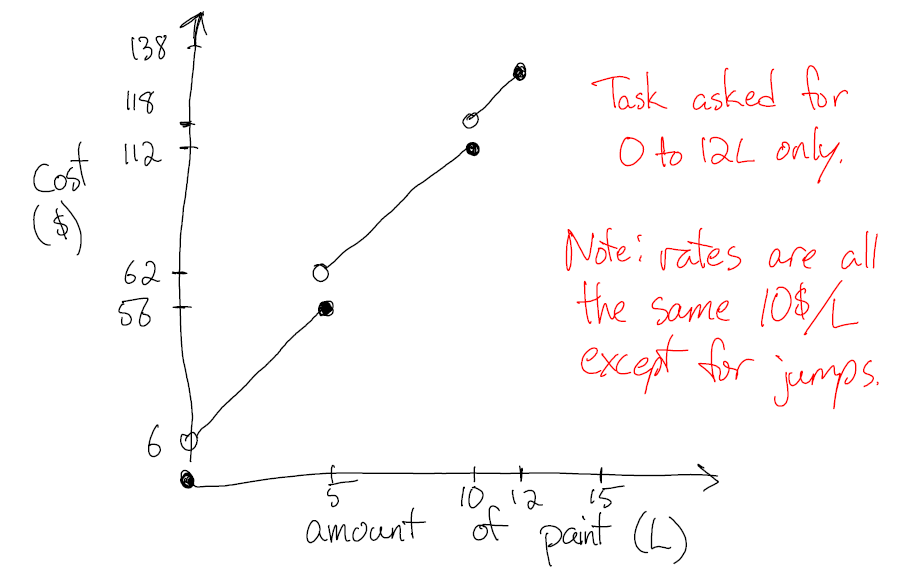 138
118
112
Cost
($)
62
56
6
5
10
12
15
amount of paint (L)
Task asked for
0 to 12L only.
Note: rates are all
the same 10$/L
except for jumps.